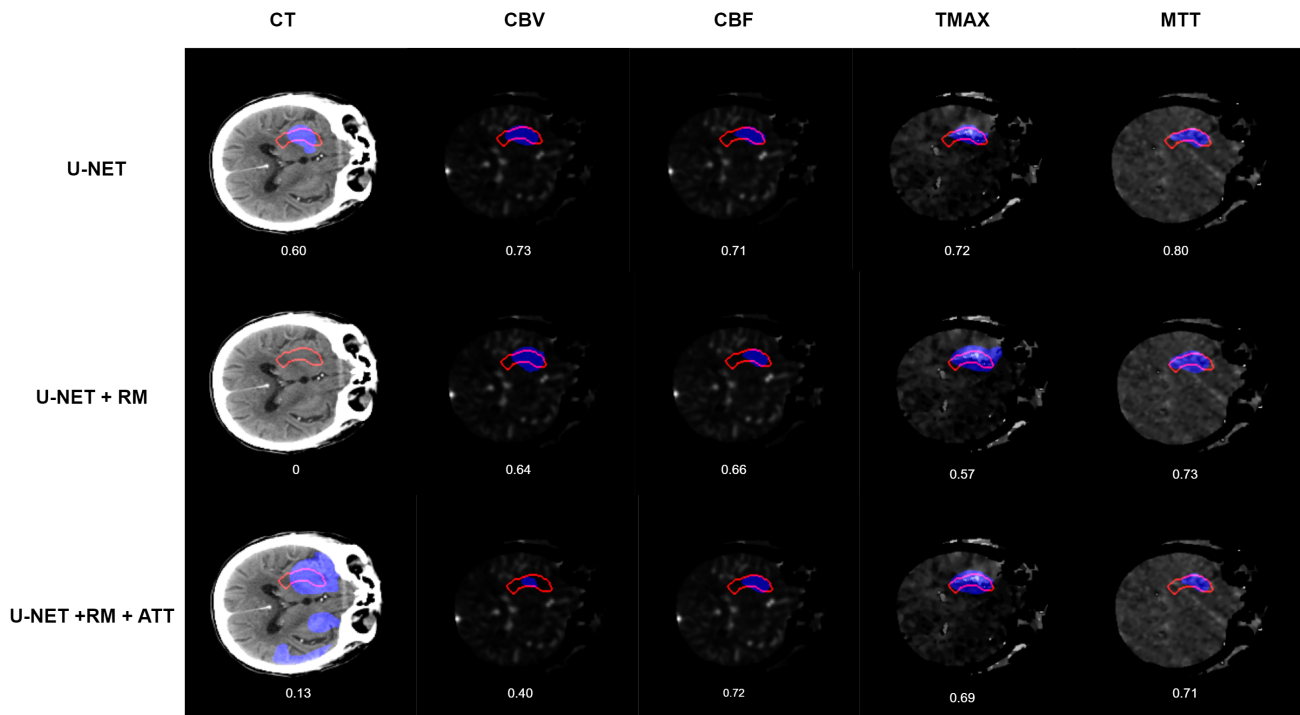 CT CBV CBF TMAX MTT
U-NET
0.60 0.73 0.71 0.72 0.80
U-NET + RM
0 0.64 0.66 0.57 0.73
U-NET +RM + ATT
0.13 0.40 0.72 0.69 0.71